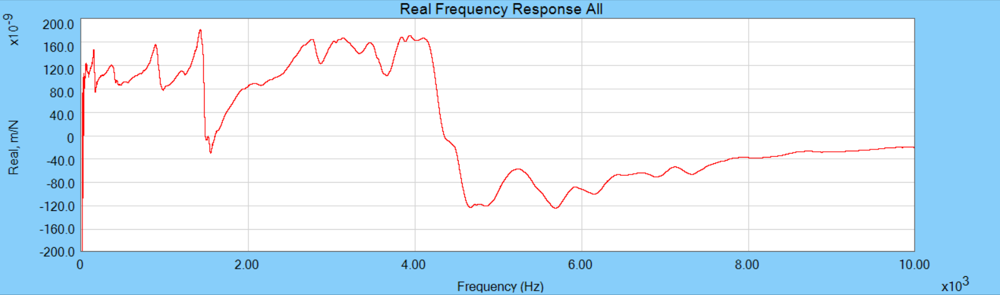 Real Frequency Response All
x10-9
200.0
160.0
120.0
80.0
40.0
0
-40.0
-80.0
-120.0
-160.0
-200.0
Real, m/N
0 2.00 4.00 6.00 8.00 10.00
Frequency (Hz)
x103